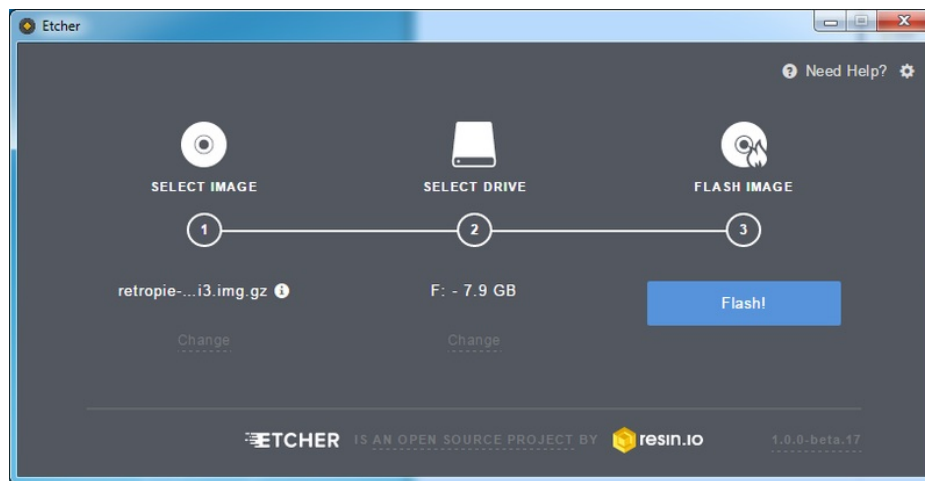 Etcher
Need Help?
SELECT IMAGE
SELECT DRIVE
FLASH IMAGE
1
2
3
retropie-...i3.img.gz
F: - 7.9 GB
Flash!
Change
Change
ETCHER IS AN OPEN SOURCE PROJECT BY resin.io 1.0.0-beta.17